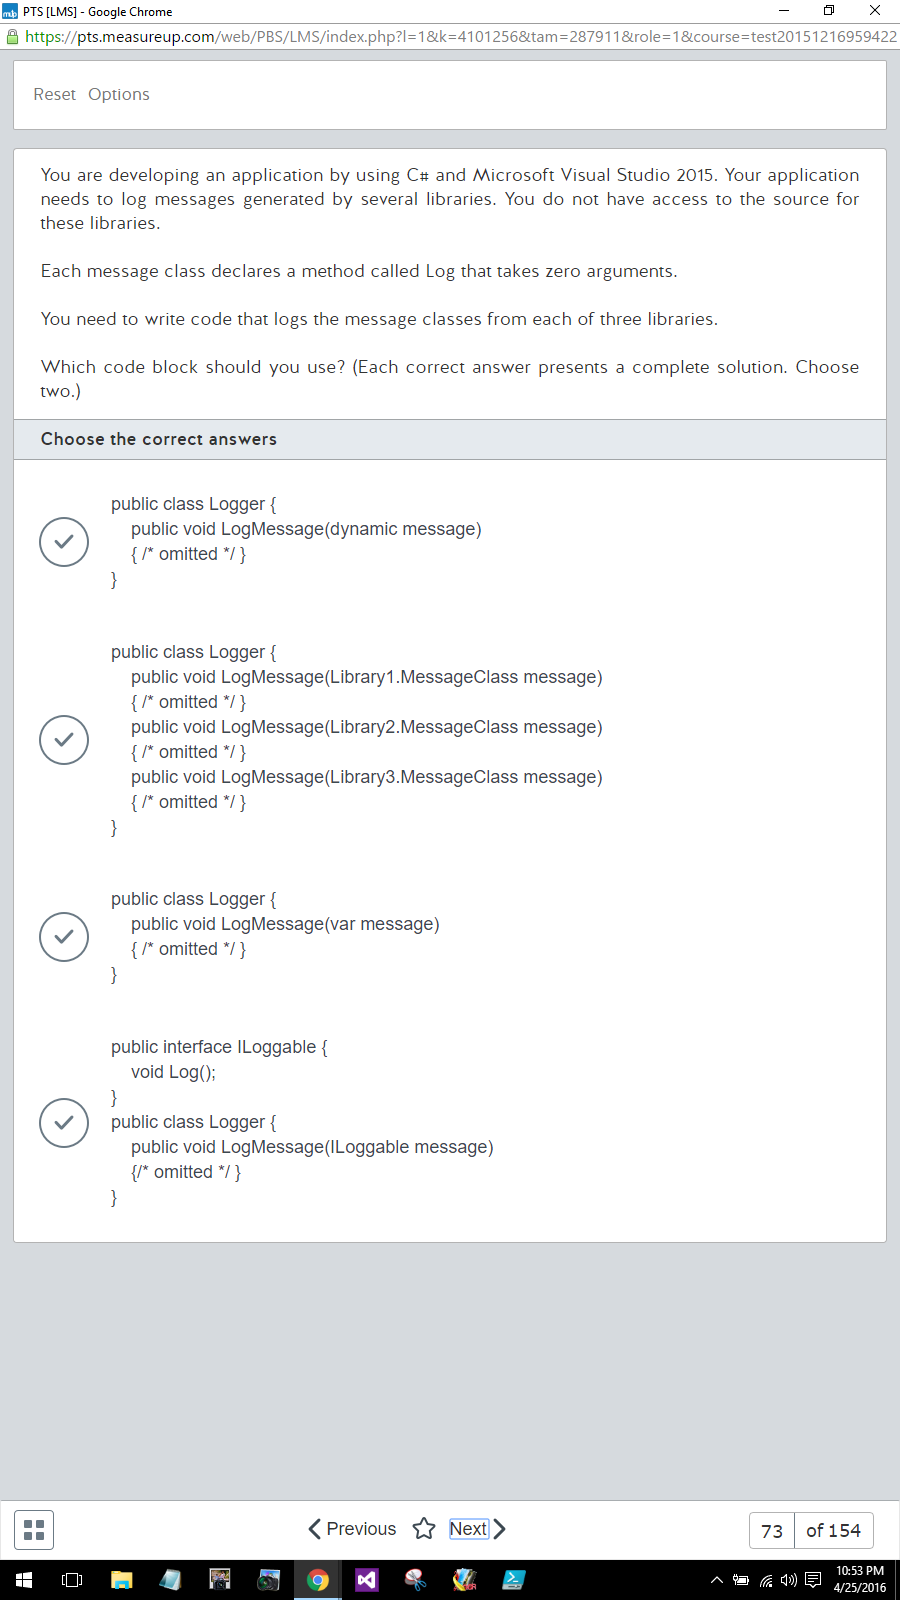 mup PTS [LMS] - Google Chrome
https://pts.measureup.com/web/PBS/LMS/index.php?l=1&k=4101256&tam=287911&role=1&course=test20151216959422
Reset Options
You are developing an application by using C# and Microsoft Visual Studio 2015. Your application
needs to log messages generated by several libraries. You do not have access to the source for
these libraries.
Each message class declares a method called Log that takes zero arguments.
You need to write code that logs the message classes from each of three libraries.
Which code block should you use? (Each correct answer presents a complete solution. Choose
two.)
Choose the correct answers
public class Logger {
public void LogMessage(dynamic message)
{ /* omitted */ }
}
public class Logger {
public void LogMessage(Library1.MessageClass message)
{ /* omitted */ }
public void LogMessage(Library2.MessageClass message)
{ /* omitted */ }
public void LogMessage(Library3.MessageClass message)
{ /* omitted */ }
}
public class Logger {
public void LogMessage(var message)
{ /* omitted */ }
}
public interface ILoggable {
void Log();
}
public class Logger {
public void LogMessage(ILoggable message)
{/* omitted */ }
}
Previous Next 73 of 154
10:53 PM
4/25/2016